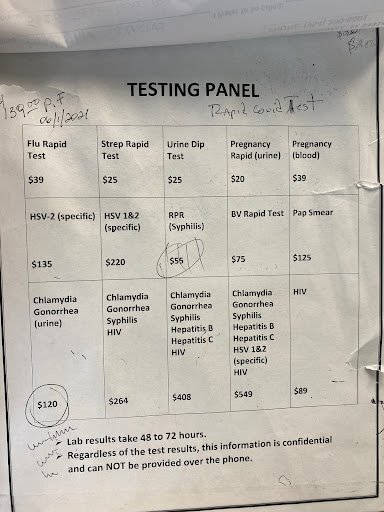 TESTING PANEL
139.00 p.f
06/1/2021
Rapid Covid Test
Flu Rapid
Test
$39
Strep Rapid
Test
$25
Urine Dip
Test
$25
Pregnancy
Rapid (urine)
$20
Pregnancy
(blood)
$39
HSV-2 (specific)
$135
HSV 1&2
(specific)
$220
RPR
(Syphilis)
$55
BV Rapid Test
$75
Pap Smear
$125
Chlamydia
Gonorrhea
(urine)
$120
Chlamydia
Gonorrhea
Syphilis
HIV
$264
Chlamydia
Gonorrhea
Syphilis
Hepatitis B
Hepatitis C
HIV
$408
Chlamydia
Gonorrhea
Syphilis
Hepatitis B
Hepatitis C
HSV 1&2
(specific)
HIV
$549
HIV
$89
➢ Lab results take 48 to 72 hours.
➢ Regardless of the test results, this information is confidential
and can NOT be provided over the phone.